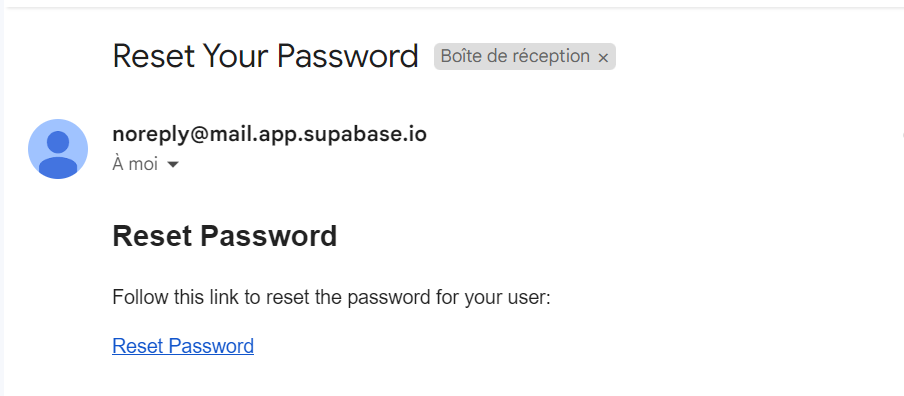 Reset Your Password Boîte de réception ×
noreply@mail.app.supabase.io
À moi
Reset Password
Follow this link to reset the password for your user:
Reset Password